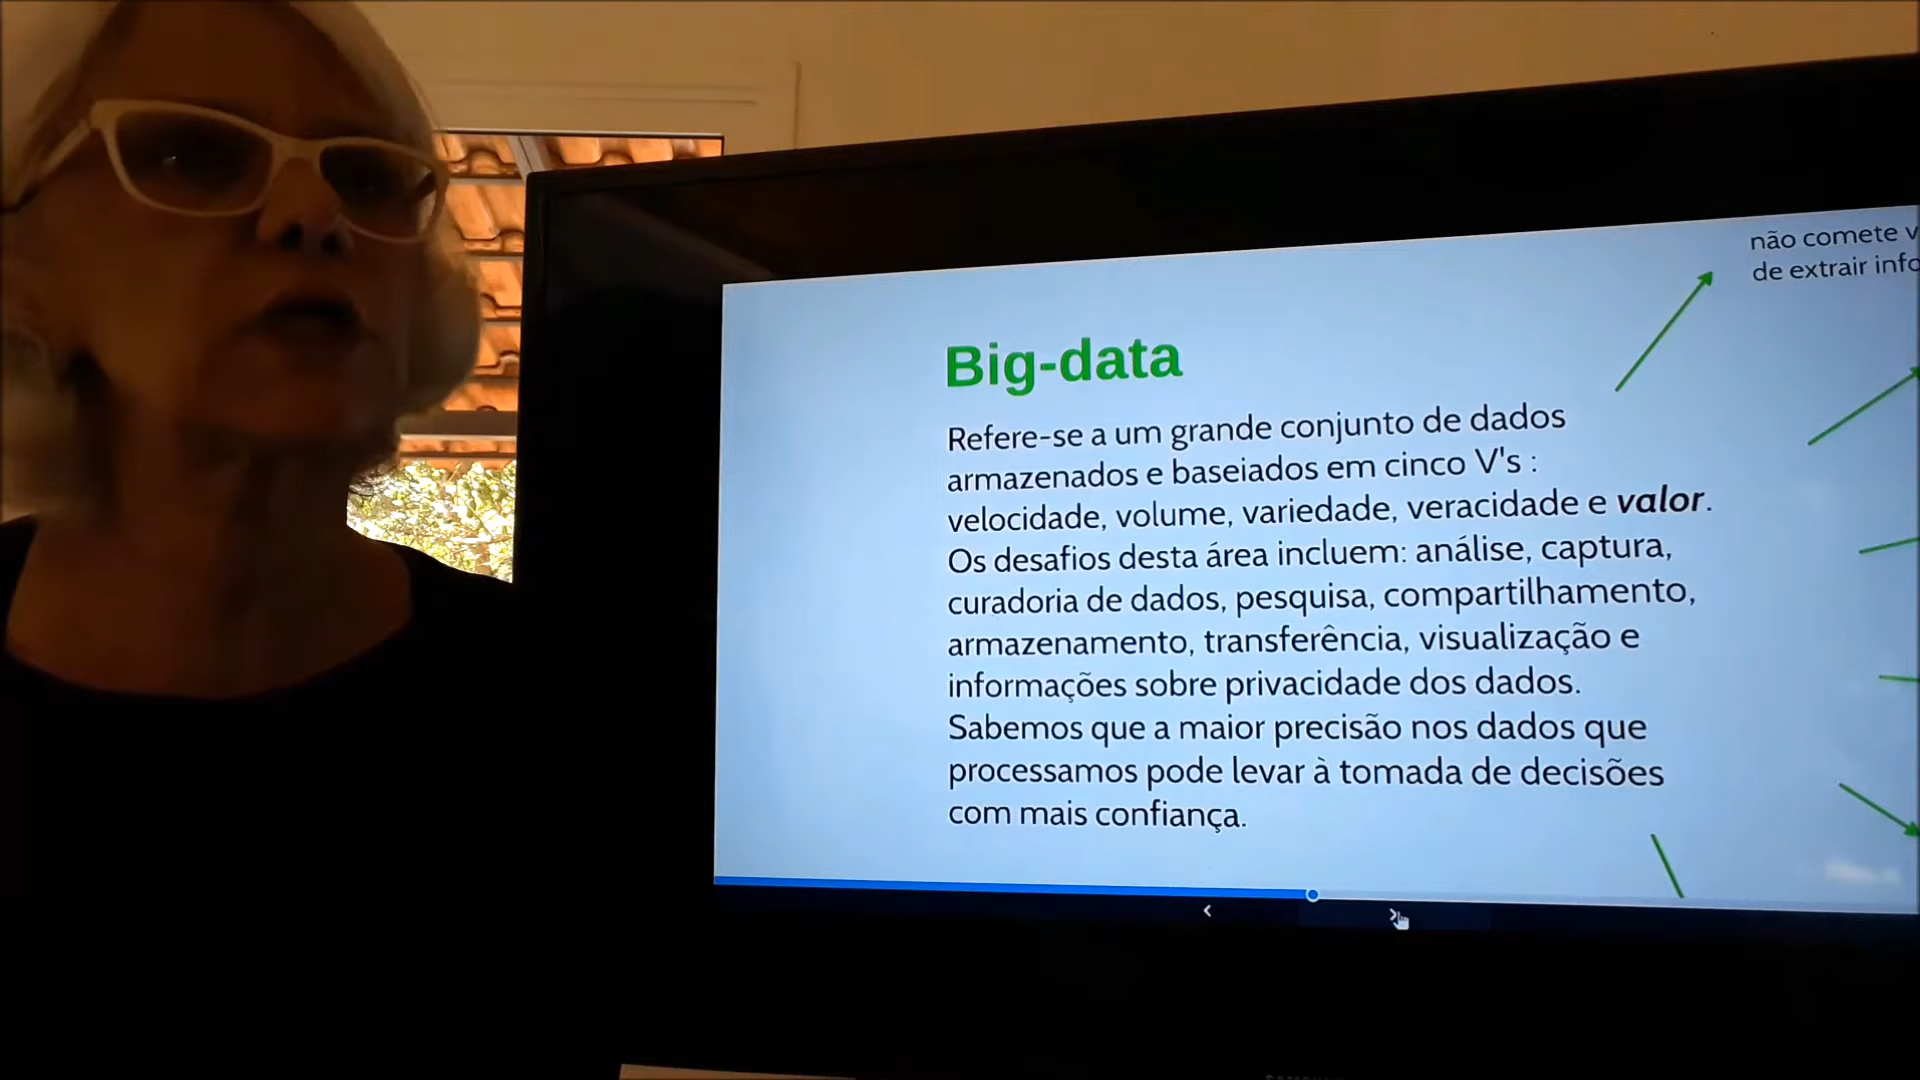 não comete
de extrair
Big-data
Refere-se a um grande conjunto de dados
armazenados e baseiados em cinco V's :
velocidade, volume, variedade, veracidade e valor.
Os desafios desta área incluem: análise, captura,
curadoria de dados, pesquisa, compartilhamento,
armazenamento, transferência, visualização e
informações sobre privacidade dos dados.
Sabemos que a maior precisão nos dados que
processamos pode levar à tomada de decisões
com mais confiança.